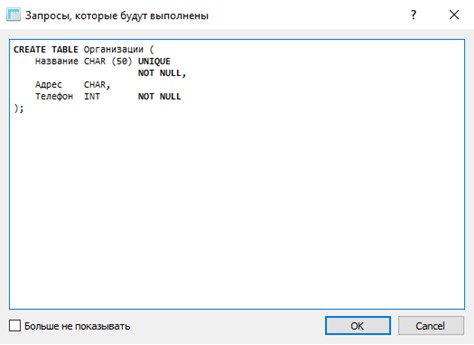 Запросы, которые будут выполнены
CREATE TABLE Организации (
    Название CHAR (50) UNIQUE
                       NOT NULL,
    Адрес    CHAR,
    Телефон  INT       NOT NULL
);
Больше не показывать
OK
Cancel